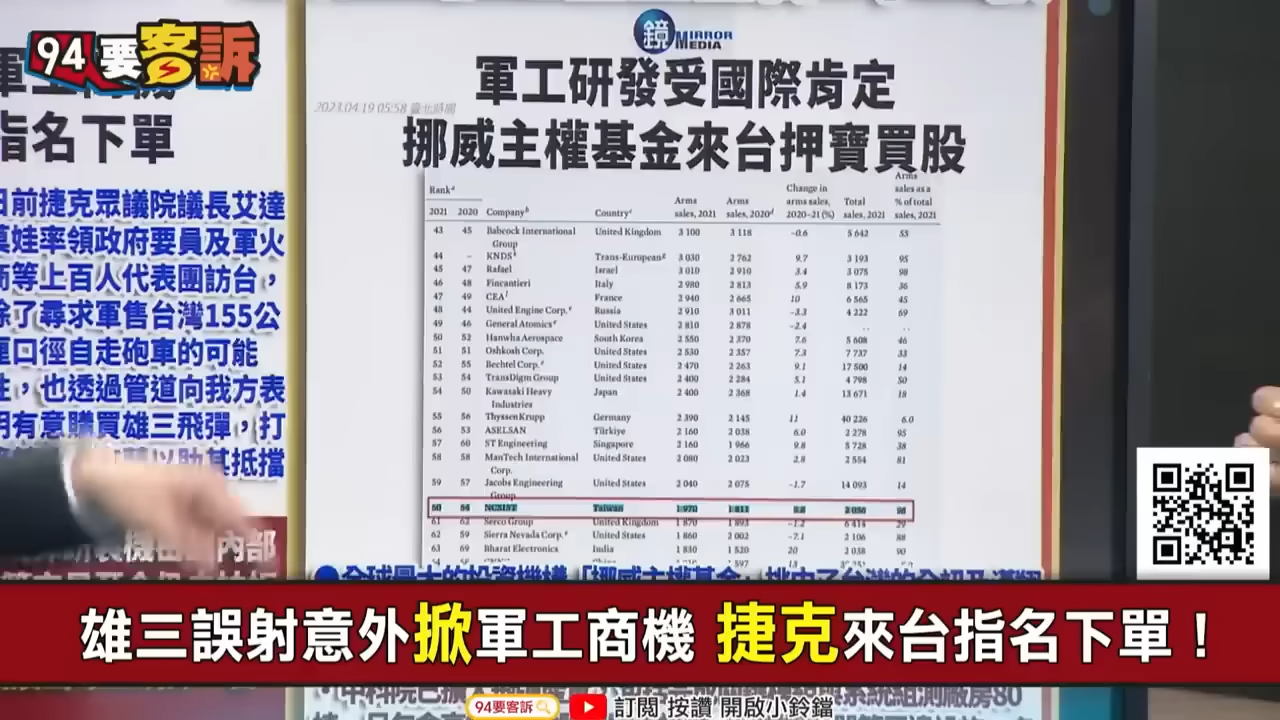 94要客訴
指名下單
日前捷克眾議院議長艾達
莫娃率領政府要員及軍火
商等上百人代表團訪台，
除了尋求軍售台灣155公
厘口徑自走砲車的可能
性，也透過管道向我方表
明有意購買雄三飛彈，打
內部
鏡 MIRROR MEDIA
2023.04.19 05:58 臺北時間
軍工研發受國際肯定
挪威主權基金來台押寶買股
Rank Company Country Arms sales, 2021 Arms sales, 2020 Change in arms sales, 2020–21 (%) Total sales, 2021 Arms sales as a % of total sales, 2021
2021 2020
43 45 Babcock International Group United Kingdom 3 100 3 118 -0.6 5 642 55
44 – KNDS Trans-European 3 030 2 762 9.7 3 193 95
45 47 Rafael Israel 3 010 2 910 3.4 3 075 98
46 48 Fincantieri Italy 2 980 2 813 5.9 8 173 36
47 49 CEA France 2 940 2 665 10 6 565 45
48 44 United Engine Corp. Russia 2 910 3 011 -3.3 4 222 69
49 46 General Atomics United States 2 810 2 878 -2.4 .. ..
50 52 Hanwha Aerospace South Korea 2 550 2 370 7.6 5 608 46
51 51 Oshkosh Corp. United States 2 530 2 357 7.3 7 737 33
52 55 Bechtel Corp. United States 2 470 2 263 9.1 17 500 14
53 54 TransDigm Group United States 2 400 2 284 5.1 4 798 50
54 50 Kawasaki Heavy Industries Japan 2 400 2 368 1.4 13 671 18
55 56 ThyssenKrupp Germany 2 390 2 145 11 40 226 6.0
56 53 ASELSAN Türkiye 2 160 2 038 6.0 2 278 95
57 60 ST Engineering Singapore 2 160 1 966 9.8 5 728 38
58 58 ManTech International Corp. United States 2 080 2 023 2.8 2 554 81
59 57 Jacobs Engineering Group United States 2 040 2 075 -1.7 14 093 14
60 NCSIST Taiwan 1 970 1 811
61 62 Serco Group United Kingdom 1 870 1 893 -1.2 6 414 29
62 59 Sierra Nevada Corp. United States 1 860 2 002 -7.1 2 106 88
63 69 Bharat Electronics India 1 830 1 520 20 2 038 90
雄三誤射意外掀軍工商機 捷克來台指名下單！
94要客訴 訂閱 按讚 開啟小鈴鐺